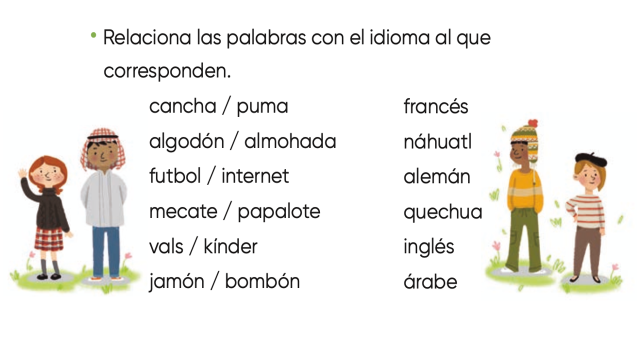 • Relaciona las palabras con el idioma al que
corresponden.
cancha / puma francés
algodón / almohada náhuatl
futbol / internet alemán
mecate / papalote quechua
vals / kínder inglés
jamón / bombón árabe